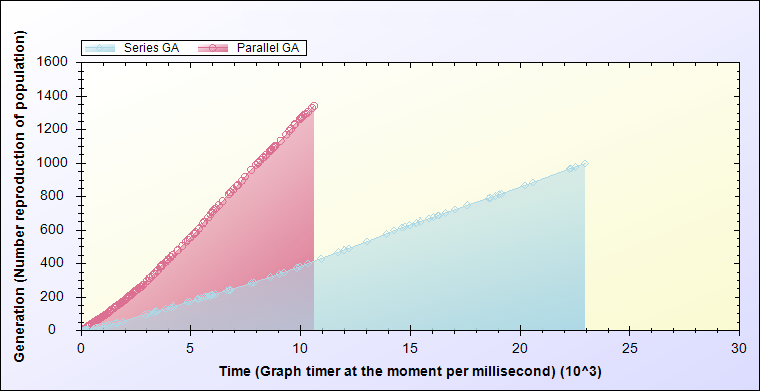 Series GA
Parallel GA
Generation (Number reproduction of population)
1600
1400
1200
1000
800
600
400
200
0
0 5 10 15 20 25 30
Time (Graph timer at the moment per millisecond) (10^3)